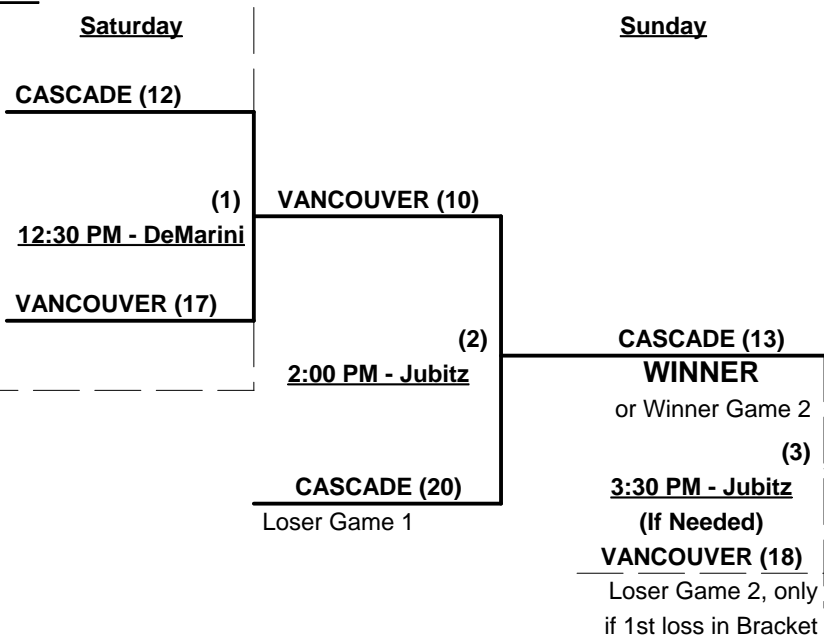 Saturday
Sunday
CASCADE (12)
(1)
VANCOUVER (10)
12:30 PM - DeMarini
VANCOUVER (17)
(2)
CASCADE (13)
2:00 PM - Jubitz
WINNER
or Winner Game 2
(3)
CASCADE (20)
3:30 PM - Jubitz
Loser Game 1
(If Needed)
VANCOUVER (18)
Loser Game 2, only
if 1st loss in Bracket